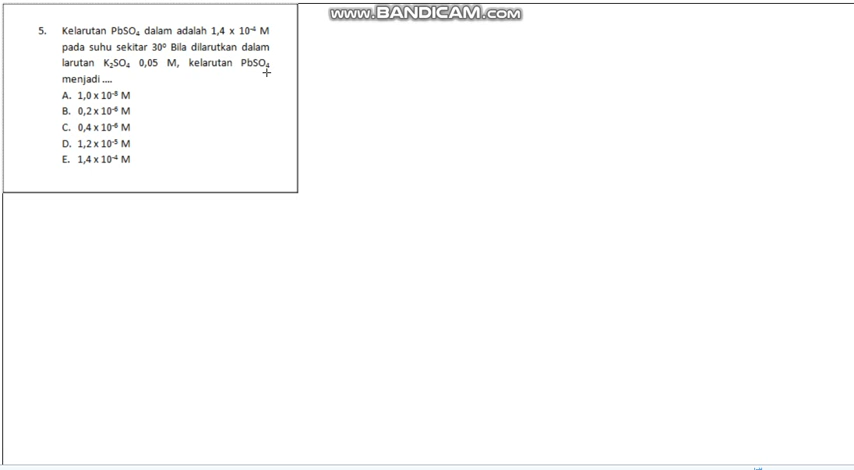 www.BANDICAM.com
5. Kelarutan PbSO₄ dalam adalah 1,4 x 10⁻⁴ M
pada suhu sekitar 30⁰ Bila dilarutkan dalam
larutan K₂SO₄ 0,05 M, kelarutan PbSO₄
menjadi ....
A. 1,0 x 10⁻⁸ M
B. 0,2 x 10⁻⁶ M
C. 0,4 x 10⁻⁶ M
D. 1,2 x 10⁻⁵ M
E. 1,4 x 10⁻⁴ M